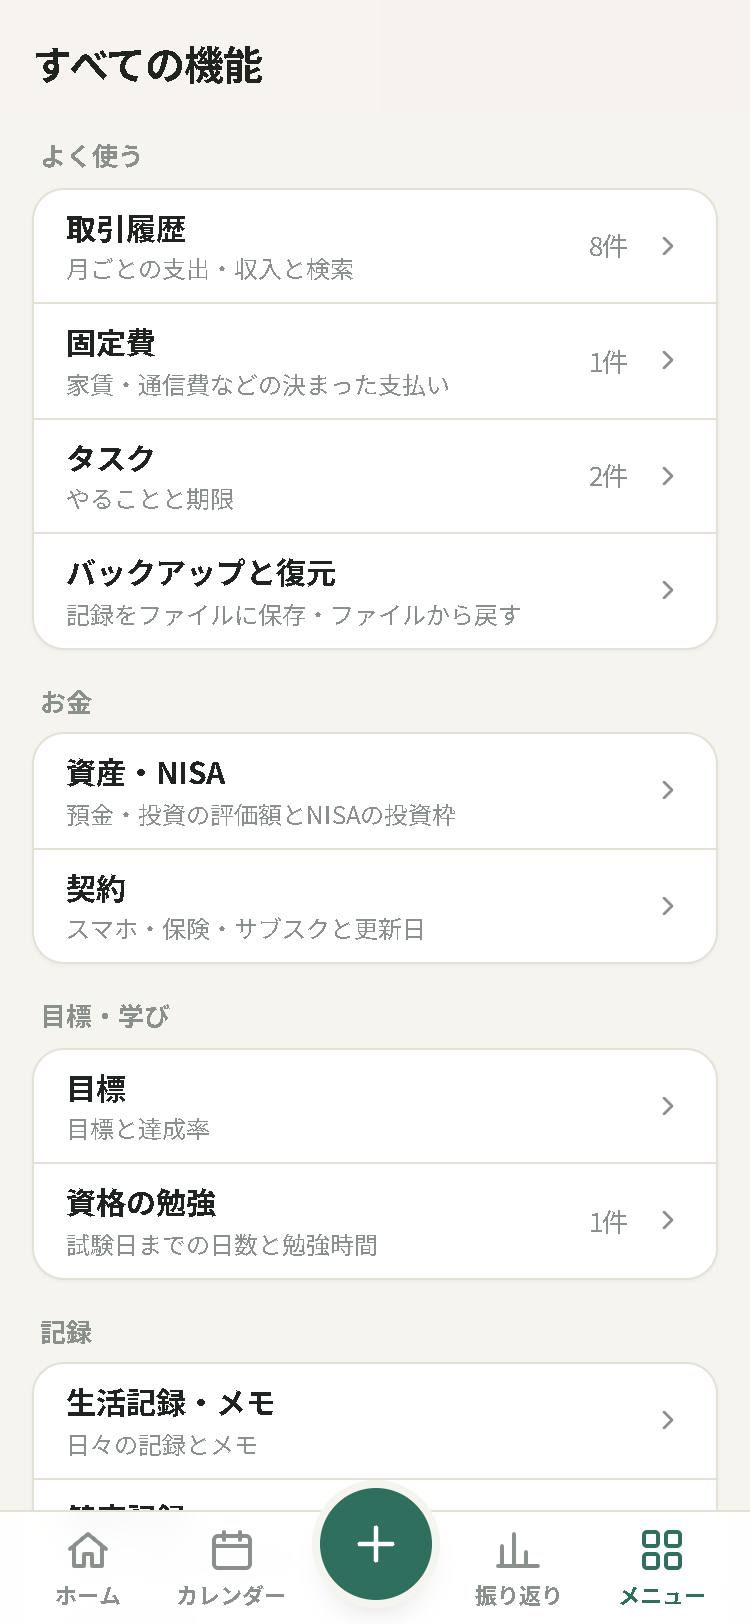 すべての機能
よく使う
取引履歴
月ごとの支出・収入と検索
8件
固定費
家賃・通信費などの決まった支払い
1件
タスク
やることと期限
2件
バックアップと復元
記録をファイルに保存・ファイルから戻す
お金
資産・NISA
預金・投資の評価額とNISAの投資枠
契約
スマホ・保険・サブスクと更新日
目標・学び
目標
目標と達成率
資格の勉強
試験日までの日数と勉強時間
1件
記録
生活記録・メモ
日々の記録とメモ
ホーム
カレンダー
振り返り
メニュー